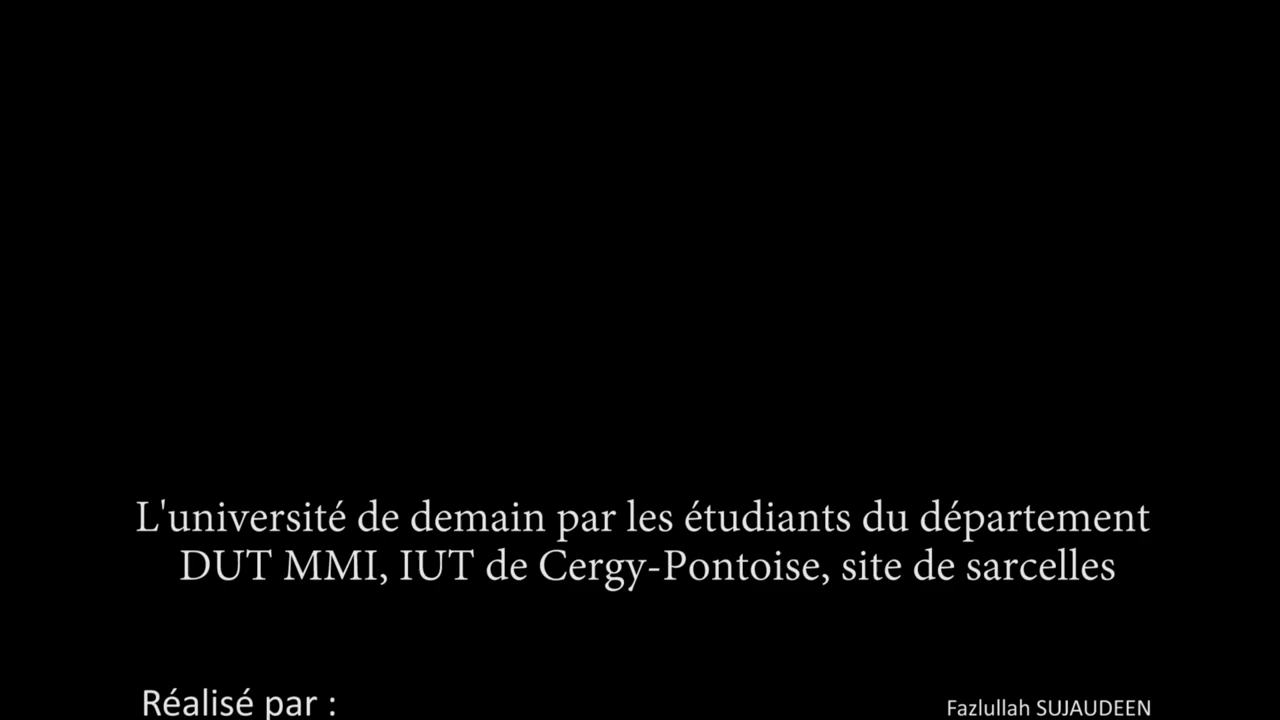 L'université de demain par les étudiants du département
DUT MMI, IUT de Cergy-Pontoise, site de sarcelles
Réalisé par :
Fazlullah SUJAUDEEN